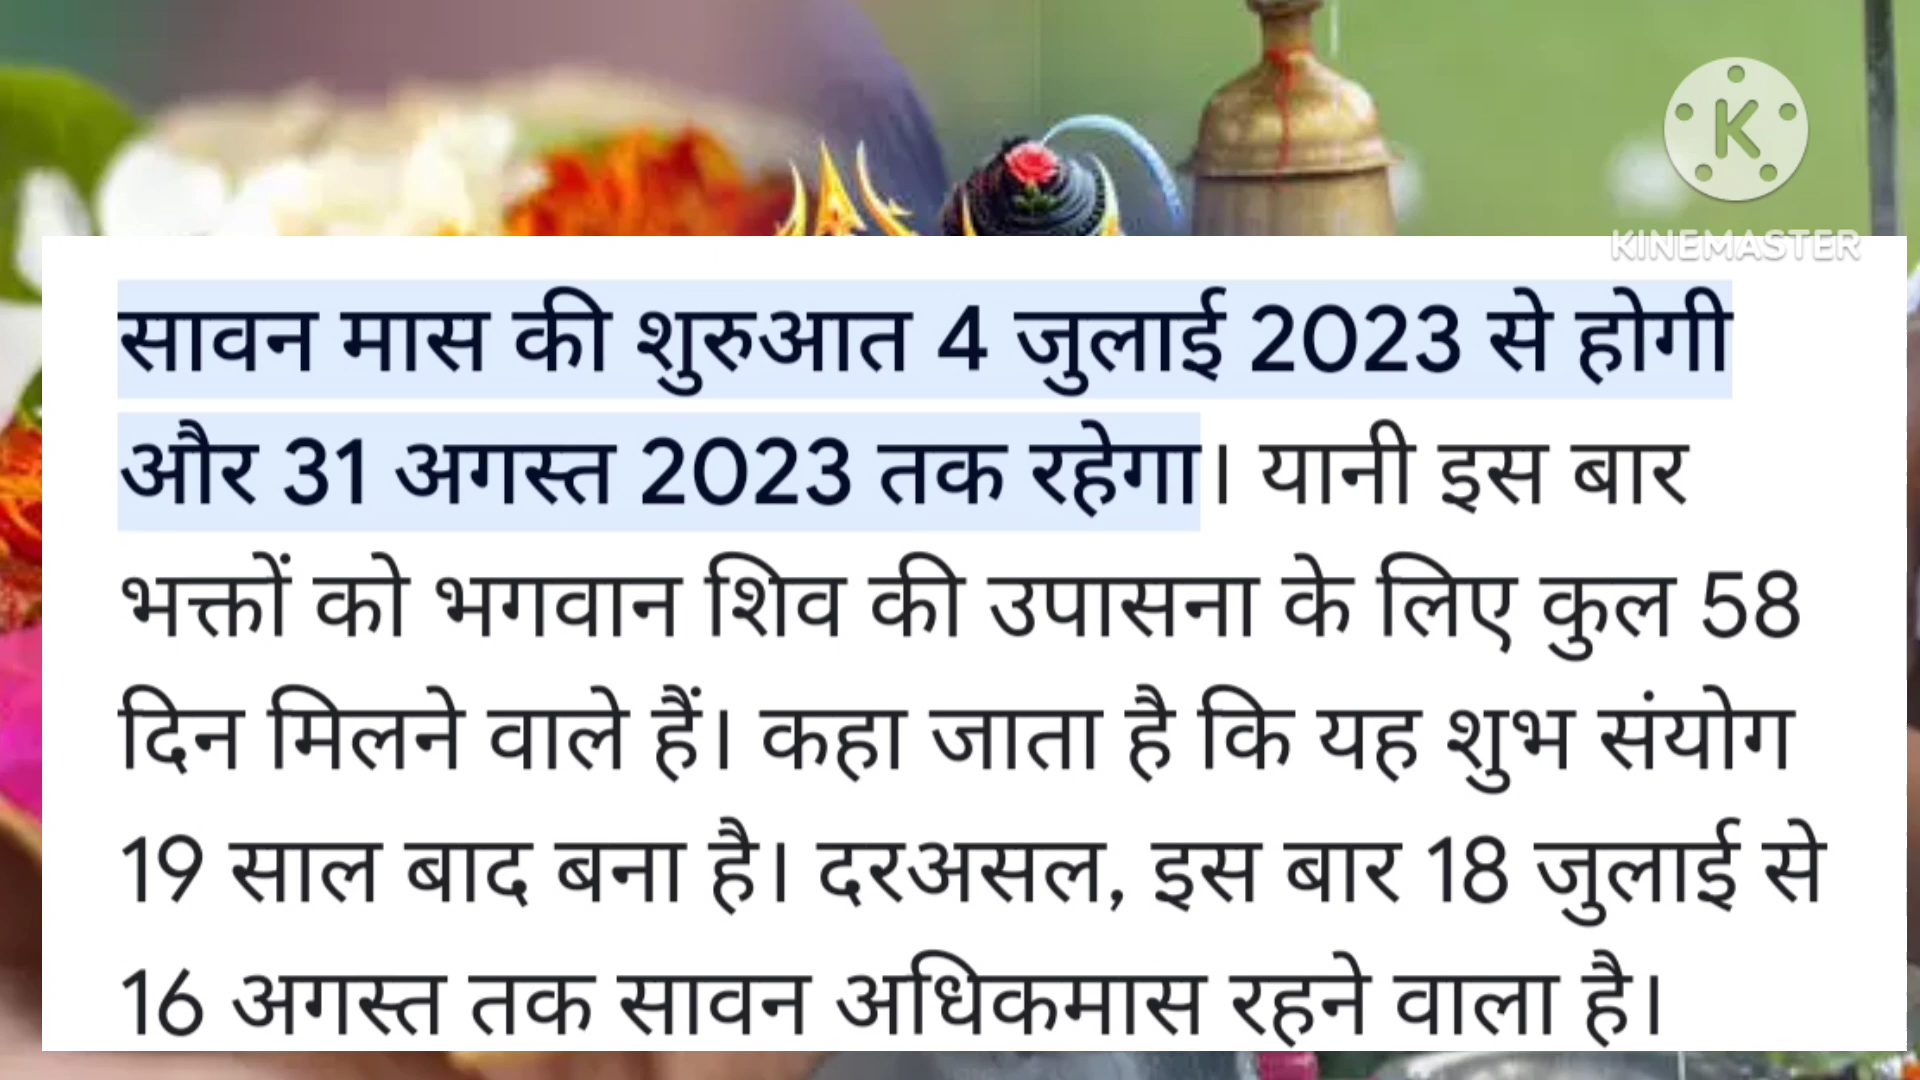 K
KINEMASTER
सावन मास की शुरुआत 4 जुलाई 2023 से होगी
और 31 अगस्त 2023 तक रहेगा। यानी इस बार
भक्तों को भगवान शिव की उपासना के लिए कुल 58
दिन मिलने वाले हैं। कहा जाता है कि यह शुभ संयोग
19 साल बाद बना है। दरअसल, इस बार 18 जुलाई से
16 अगस्त तक सावन अधिकमास रहने वाला है।